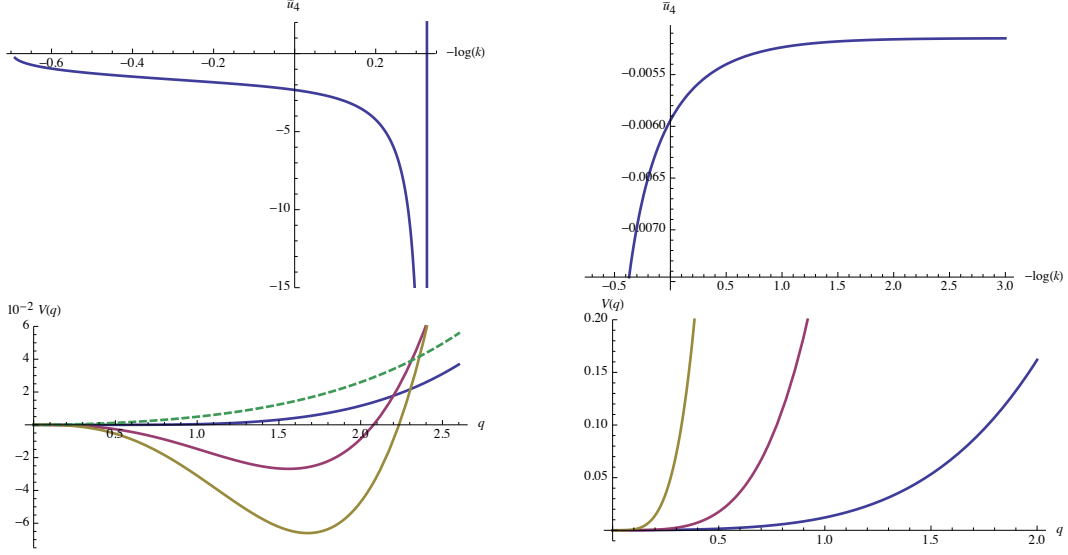 ū₄
−log(k)
−0.6 −0.4 −0.2 0.2
−5
−10
−15
ū₄
−0.0055
−0.0060
−0.0065
−0.0070
−0.5 0.5 1.0 1.5 2.0 2.5 3.0
−log(k)
10⁻² V(q)
6
4
2
0.5 1.0 1.5 2.0 2.5 q
−2
−4
−6
V(q)
0.20
0.15
0.10
0.05
0.5 1.0 1.5 2.0 q